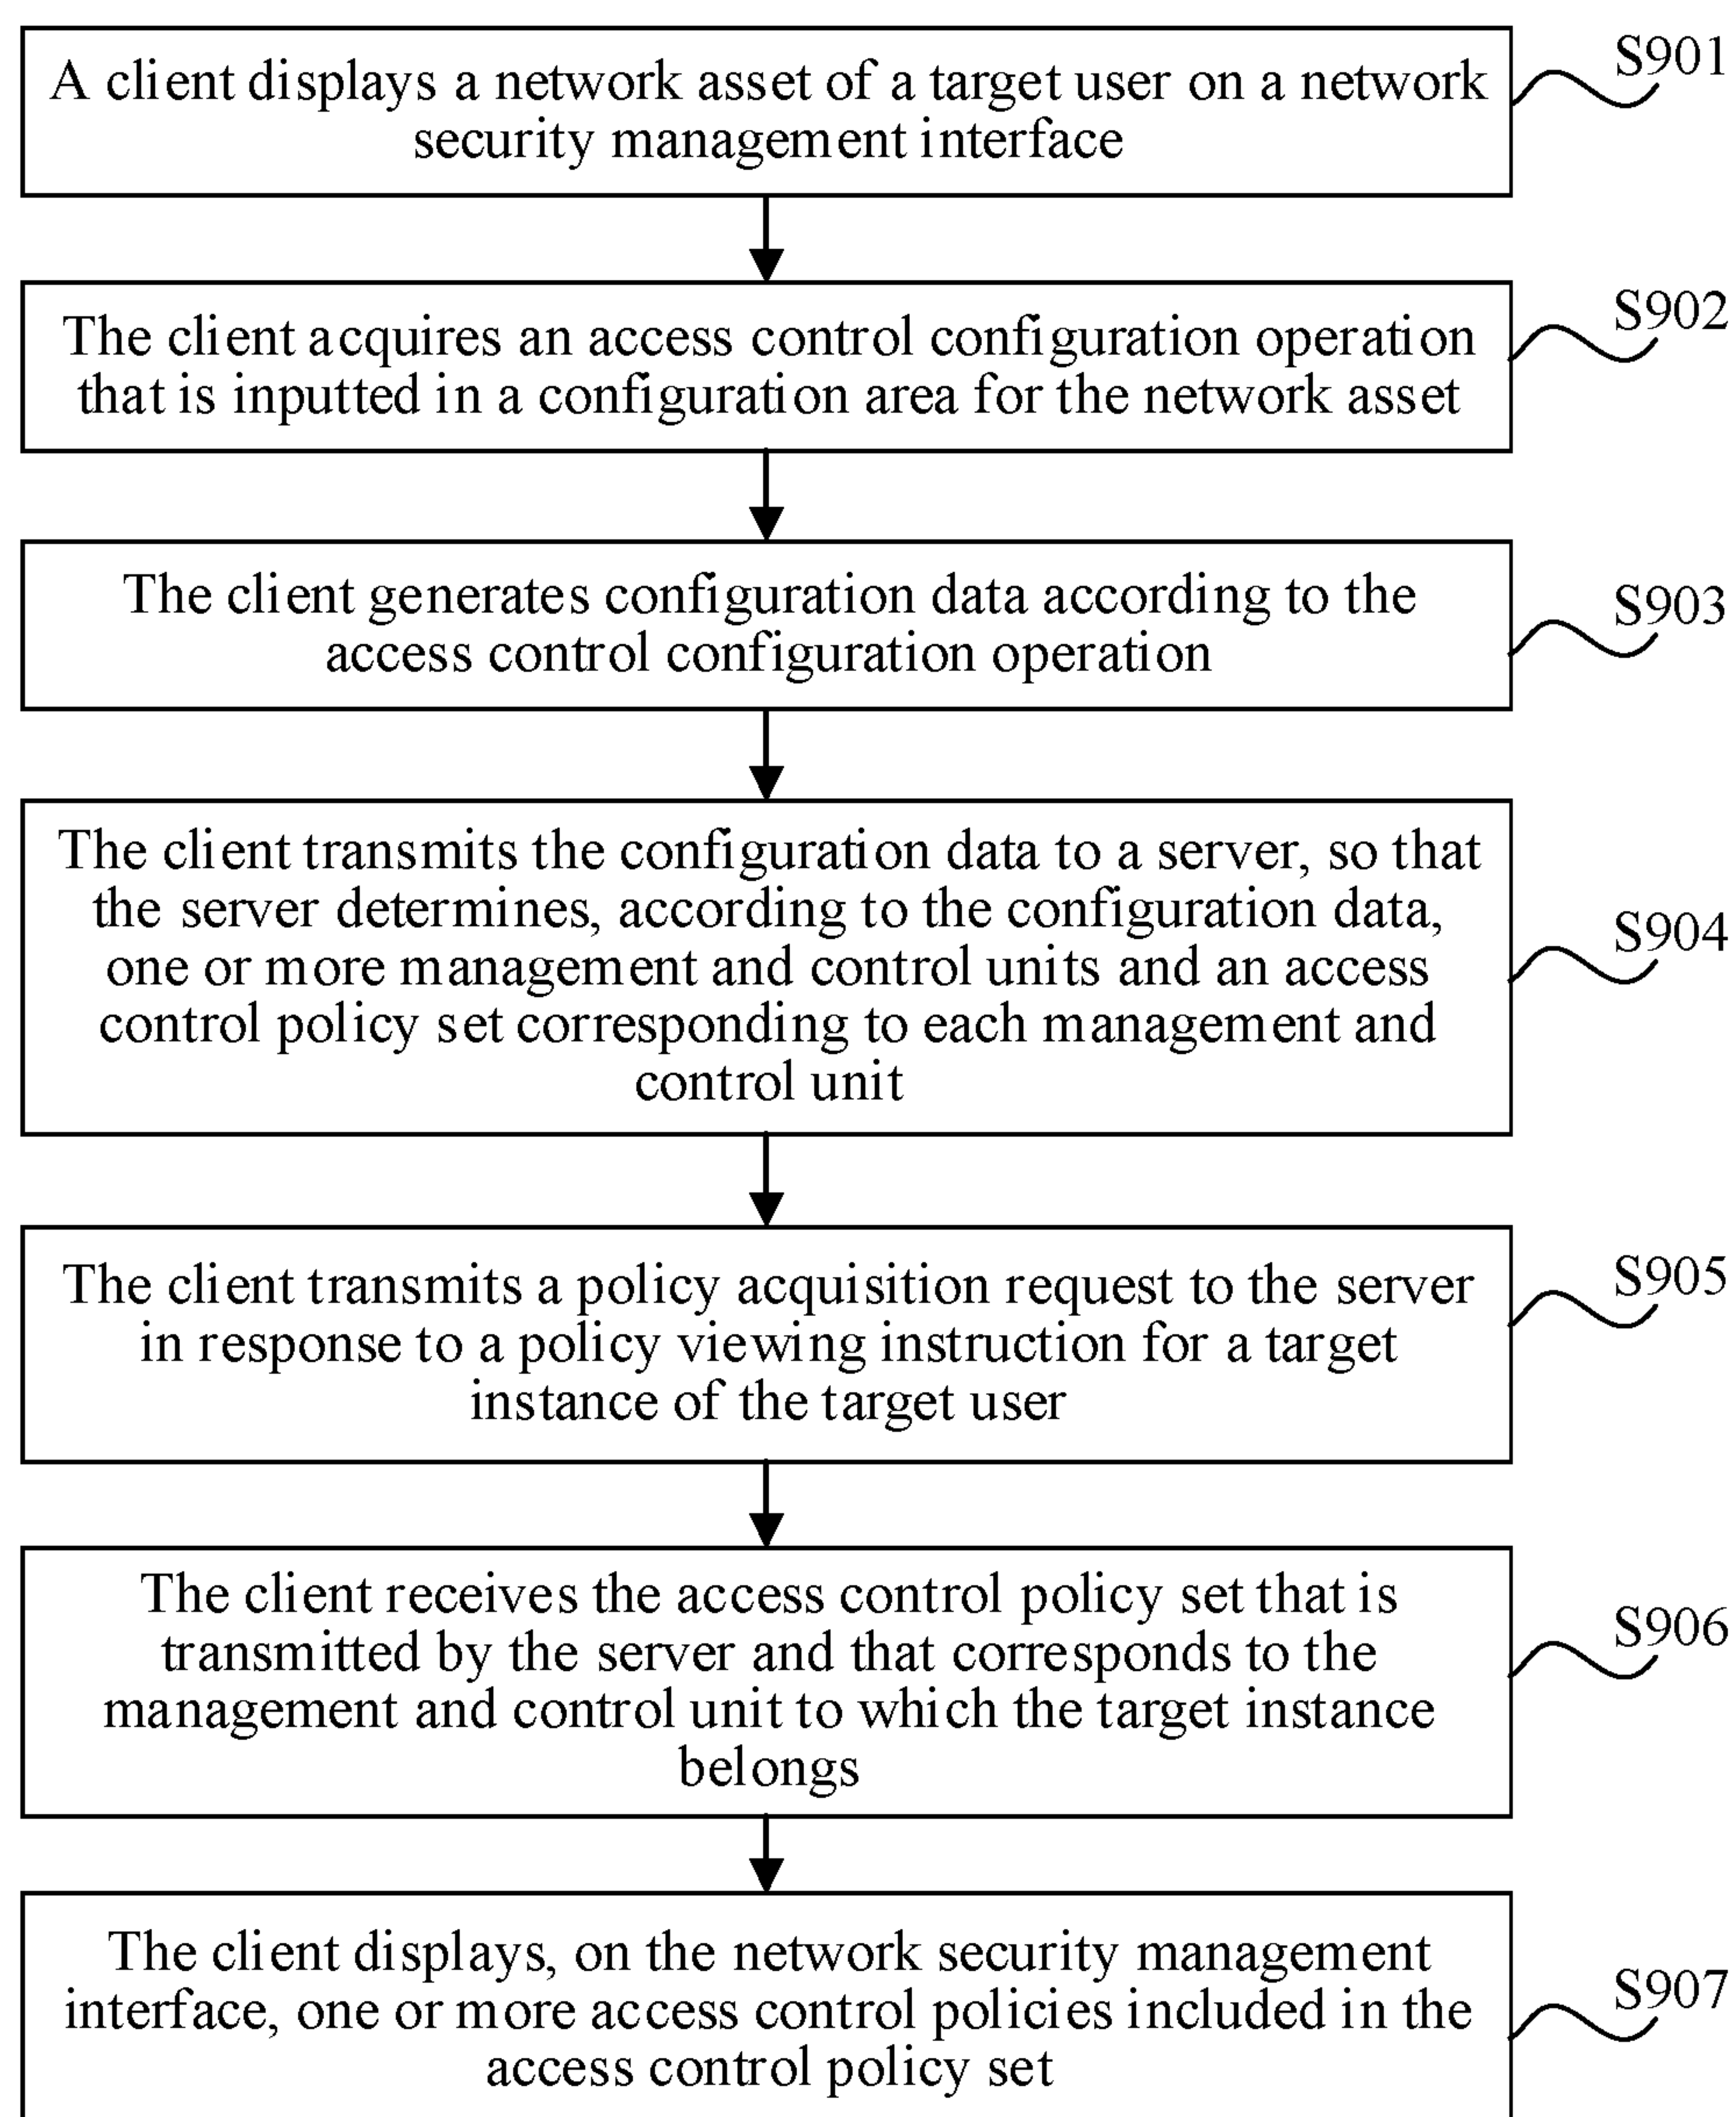 A client displays a network asset of a target user on a network
security management interface
S901
The client acquires an access control configuration operation
that is inputted in a configuration area for the network asset
S902
The client generates configuration data according to the
access control configuration operation
S903
The client transmits the configuration data to a server, so that
the server determines, according to the configuration data,
one or more management and control units and an access
control policy set corresponding to each management and
control unit
S904
The client transmits a policy acquisition request to the server
in response to a policy viewing instruction for a target
instance of the target user
S905
The client receives the access control policy set that is
transmitted by the server and that corresponds to the
management and control unit to which the target instance
belongs
S906
The client displays, on the network security management
interface, one or more access control policies included in the
access control policy set
S907